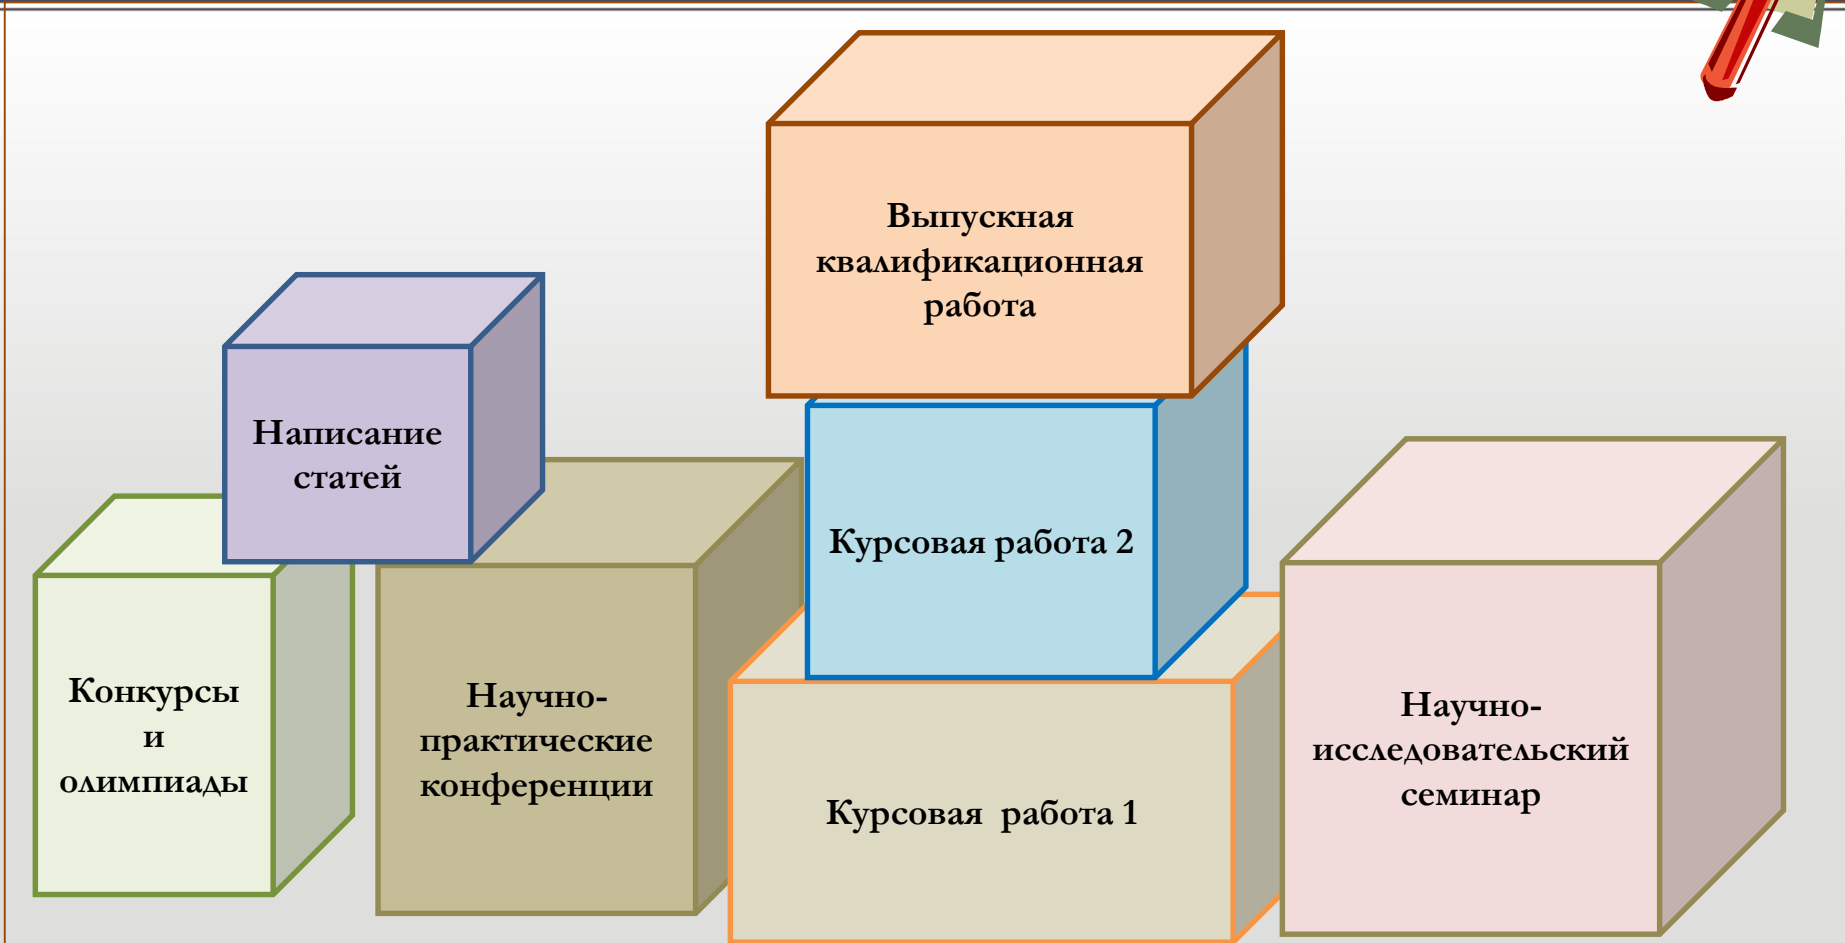 Выпускная
квалификационная
работа
Написание
статей
Курсовая работа 2
Конкурсы
и
олимпиады
Научно-
практические
конференции
Курсовая  работа 1
Научно-
исследовательский
семинар